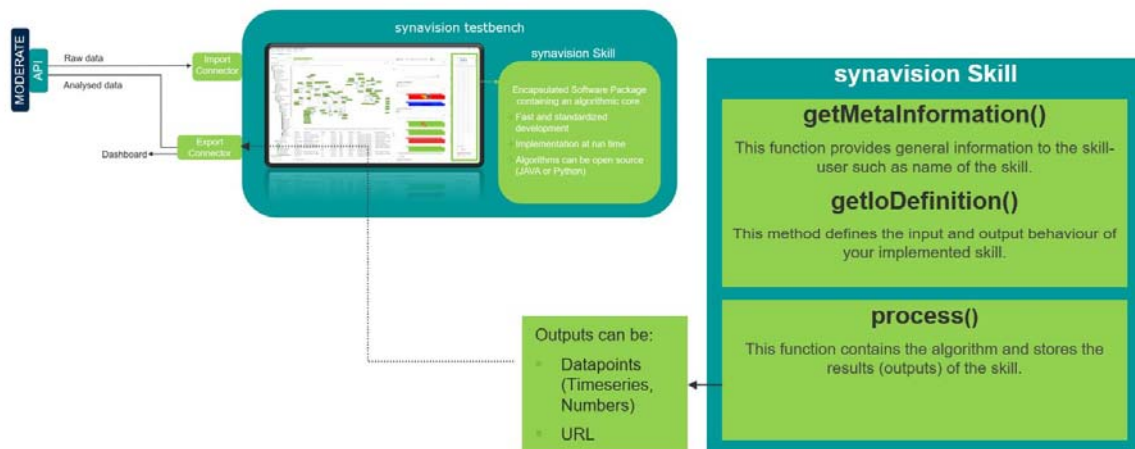 MODERATE
API
Raw data
Analysed data
Import
Connector
Export
Connector
Dashboard
synavision testbench
synavision Skill
Encapsulated Software Package
containing an algorithmic core
Fast and standardized
development
Implementation at run time
Algorithms can be open source
(JAVA or Python)
synavision Skill
getMetaInformation()
This function provides general information to the skill-
user such as name of the skill.
getIoDefinition()
This method defines the input and output behaviour of
your implemented skill.
process()
This function contains the algorithm and stores the
results (outputs) of the skill.
Outputs can be:
Datapoints
(Timeseries,
Numbers)
URL